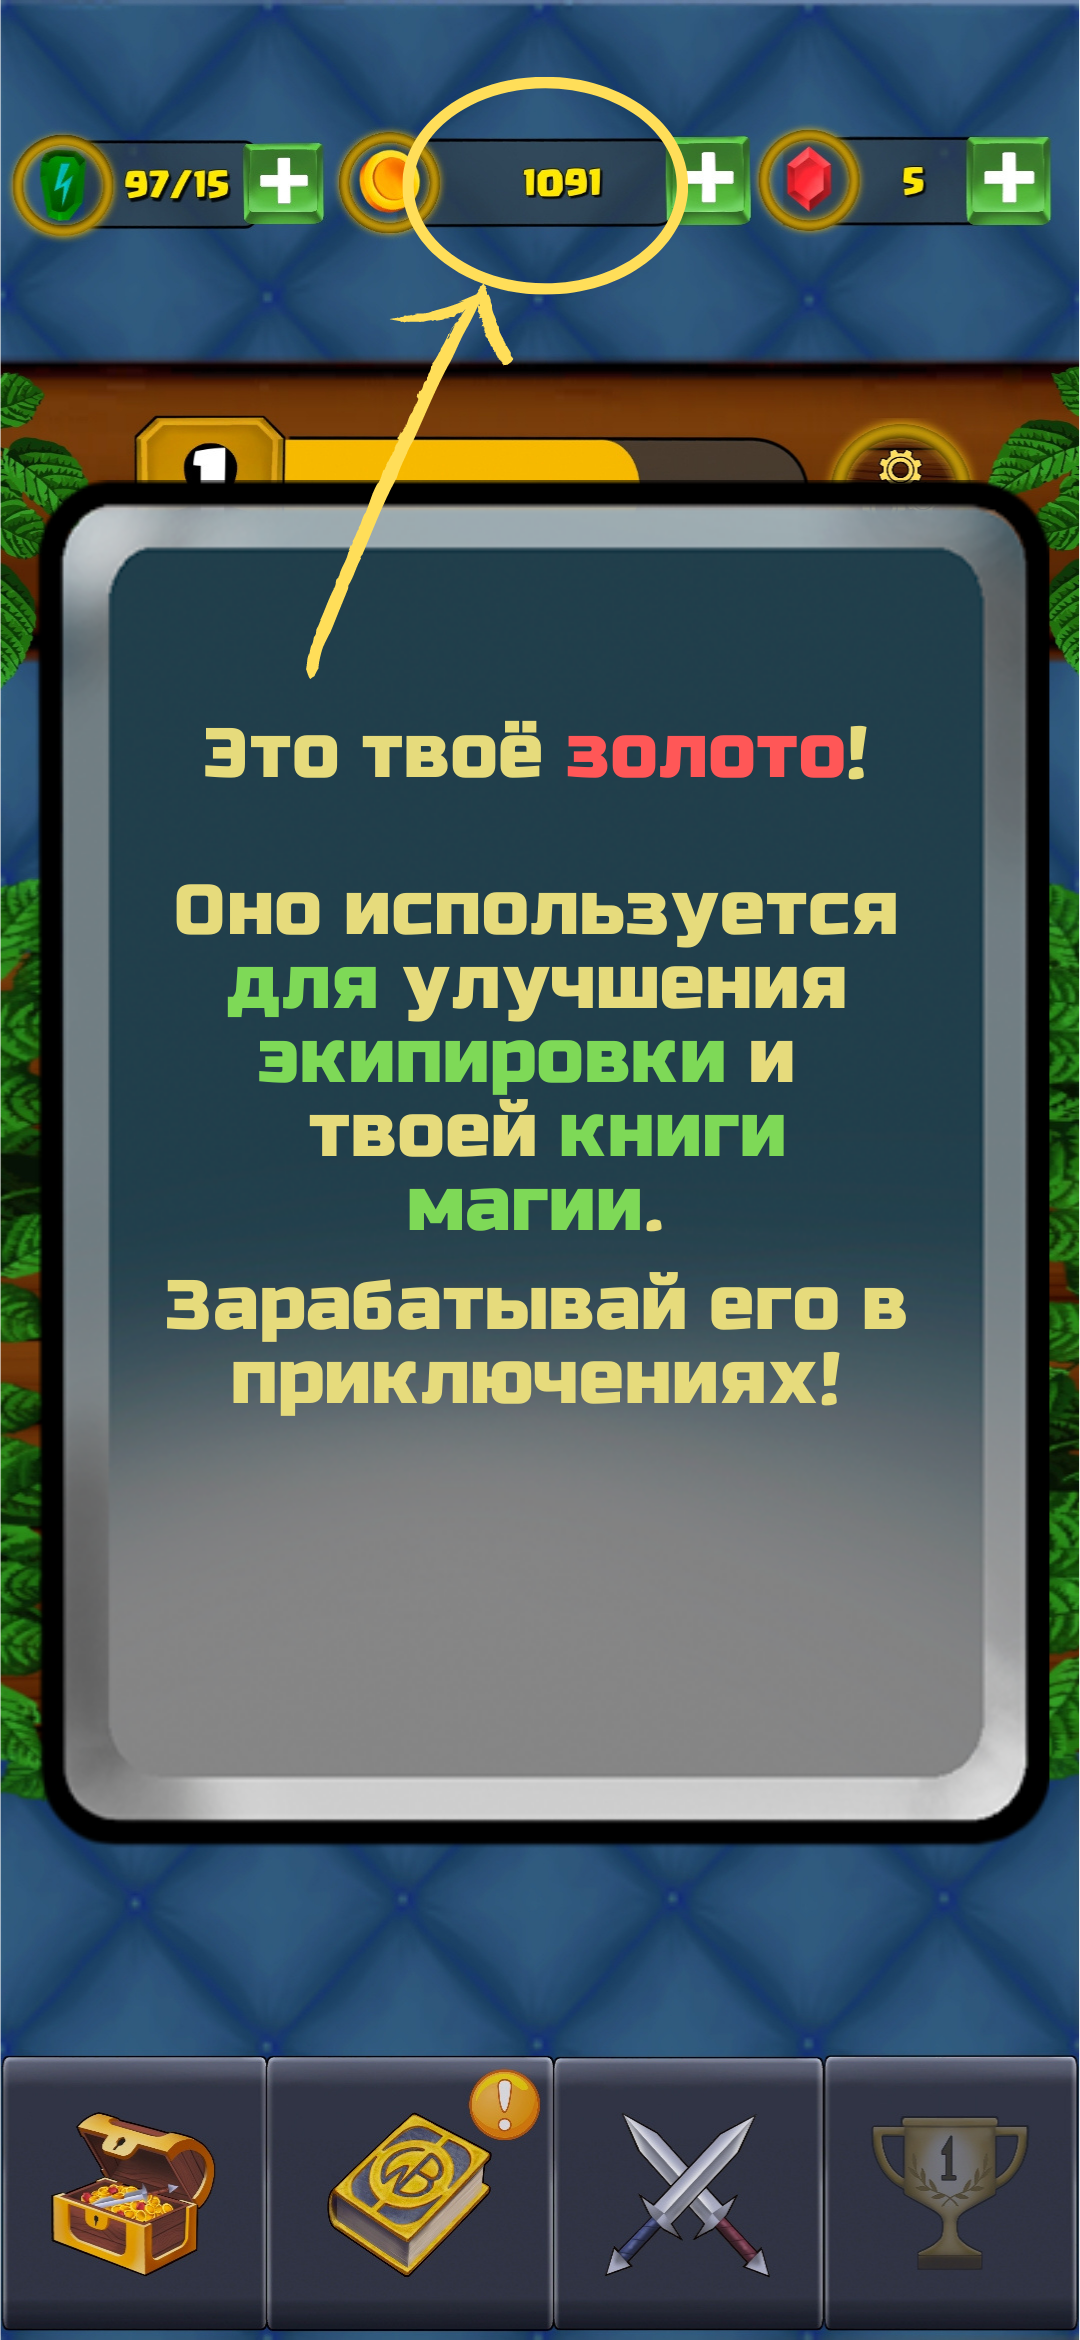 97/15 1091 5
1
Это твоё золото!
Оно используется
для улучшения
экипировки и
твоей книги
магии.
Зарабатывай его в
приключениях!
!
WB
1